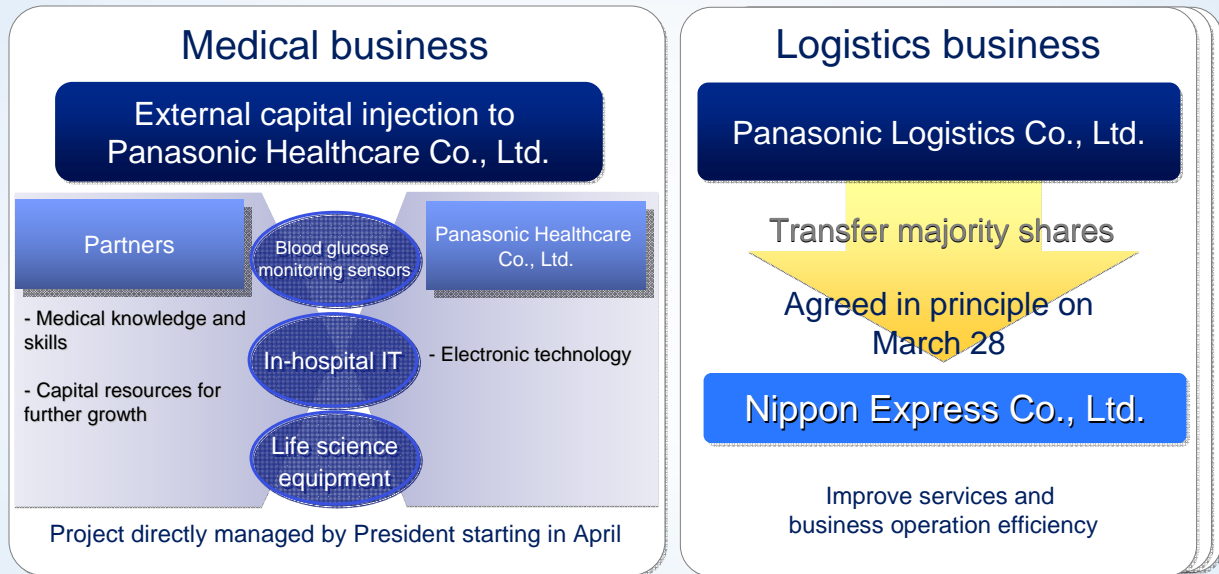 Medical business
External capital injection to
Panasonic Healthcare Co., Ltd.
Partners
- Medical knowledge and
skills
- Capital resources for
further growth
Blood glucose
monitoring sensors
In-hospital IT
Life science
equipment
Panasonic Healthcare
Co., Ltd.
- Electronic technology
Project directly managed by President starting in April
Logistics business
Panasonic Logistics Co., Ltd.
Transfer majority shares
Agreed in principle on
March 28
Nippon Express Co., Ltd.
Improve services and
business operation efficiency